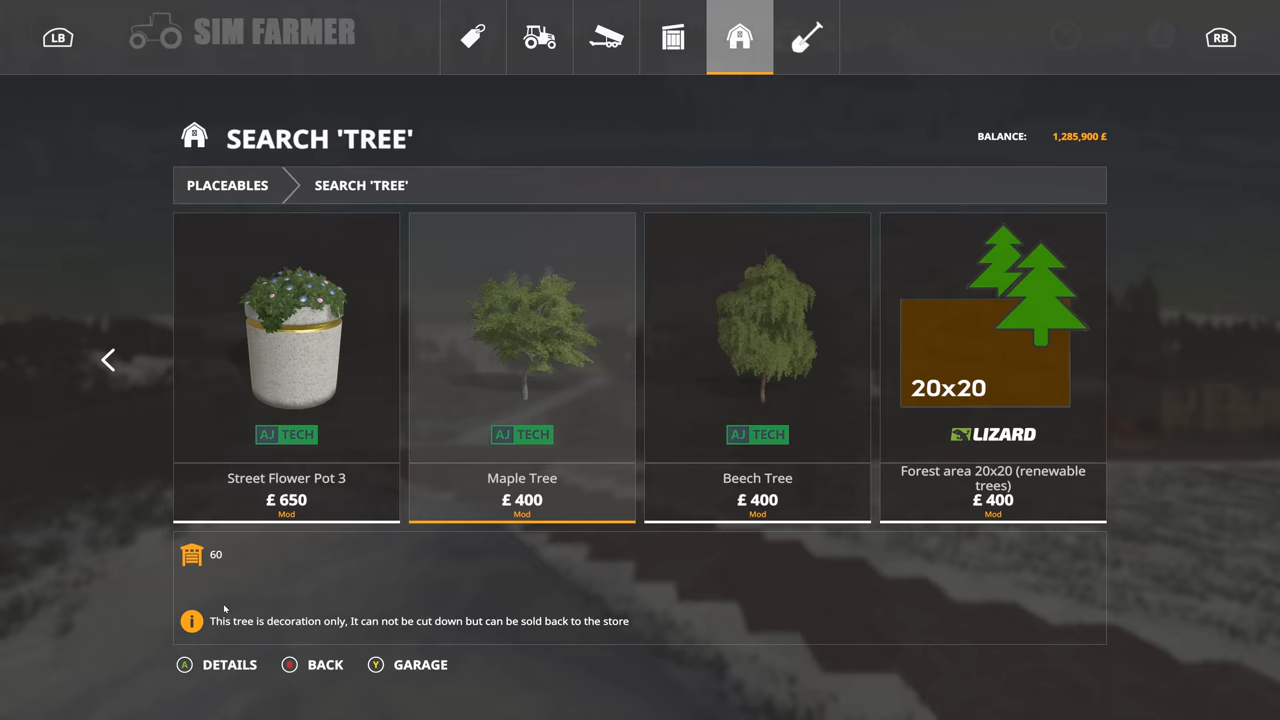 LB
SIM FARMER
RB
SEARCH 'TREE'
BALANCE: 1,285,900 £
PLACEABLES
SEARCH 'TREE'
20x20
AJ TECH
AJ TECH
AJ TECH
LIZARD
Street Flower Pot 3
£ 650
Mod
Maple Tree
£ 400
Mod
Beech Tree
£ 400
Mod
Forest area 20x20 (renewable
trees)
£ 400
Mod
60
This tree is decoration only, It can not be cut down but can be sold back to the store
A DETAILS
B BACK
Y GARAGE